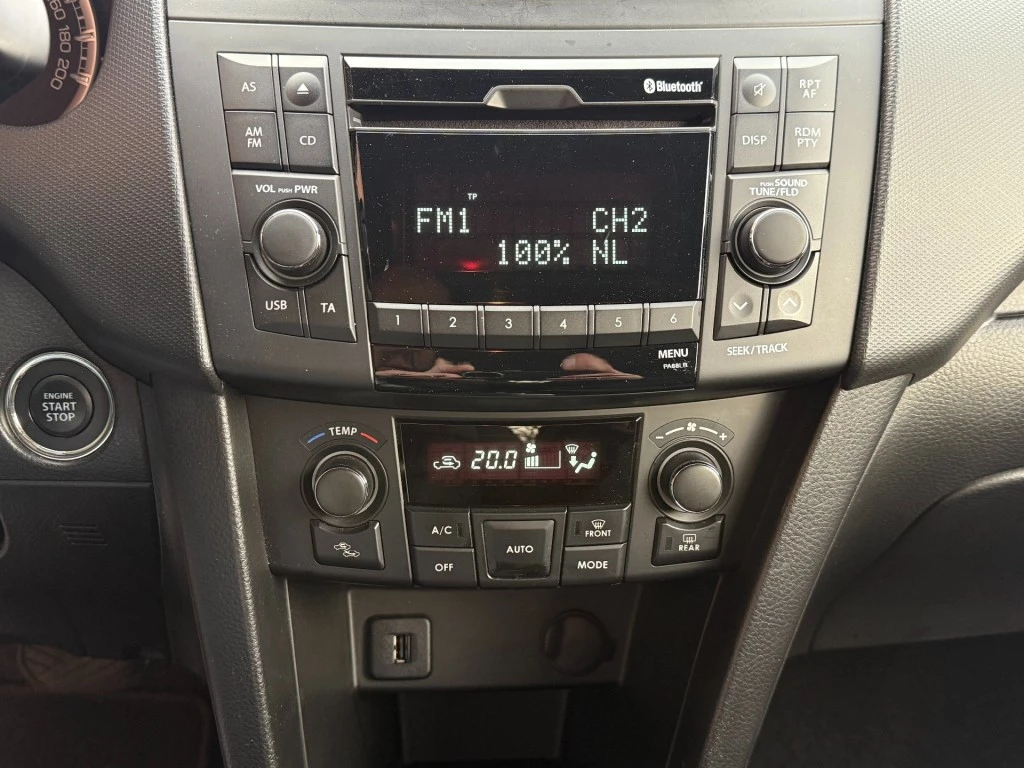 180
200
AS
AM
FM
CD
Bluetooth®
RPT
AF
DISP
RDM
PTY
VOL PUSH PWR
TP
FM1 CH2
100% NL
PUSH SOUND
TUNE/FLD
USB
TA
1 2 3 4 5 6
MENU
SEEK/TRACK
ENGINE
START
STOP
TEMP
20.0
- +
A/C
OFF
AUTO
FRONT
MODE
REAR